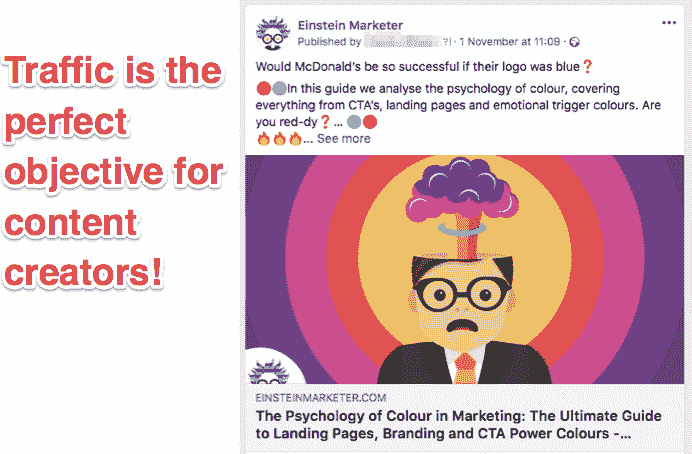 Traffic is the
perfect
objective for
content
creators!
Einstein Marketer
Published by ?! · 1 November at 11:09 ·
Would McDonald's be so successful if their logo was blue❓
🔴🔵In this guide we analyse the psychology of colour, covering
everything from CTA's, landing pages and emotional trigger colours. Are
you red-dy❓... 🔵🔴
🔥🔥🔥... See more
EINSTEINMARKETER.COM
The Psychology of Colour in Marketing: The Ultimate Guide
to Landing Pages, Branding and CTA Power Colours -...